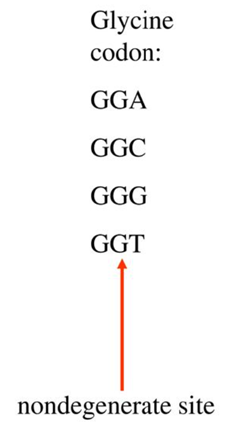 Glycine
codon:
GGA
GGC
GGG
GGT
nondegenerate site